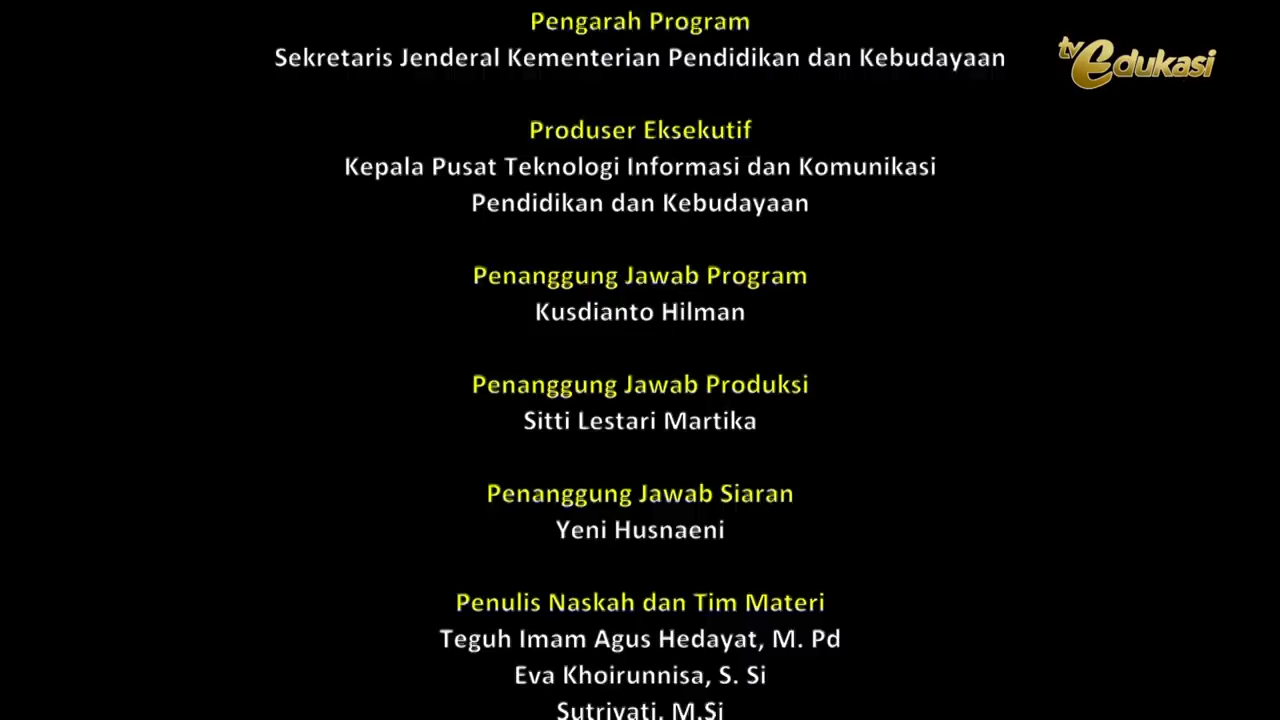 Pengarah Program
Sekretaris Jenderal Kementerian Pendidikan dan Kebudayaan
tv edukasi
Produser Eksekutif
Kepala Pusat Teknologi Informasi dan Komunikasi
Pendidikan dan Kebudayaan
Penanggung Jawab Program
Kusdianto Hilman
Penanggung Jawab Produksi
Sitti Lestari Martika
Penanggung Jawab Siaran
Yeni Husnaeni
Penulis Naskah dan Tim Materi
Teguh Imam Agus Hedayat, M. Pd
Eva Khoirunnisa, S. Si
Sutriyati, M.Si